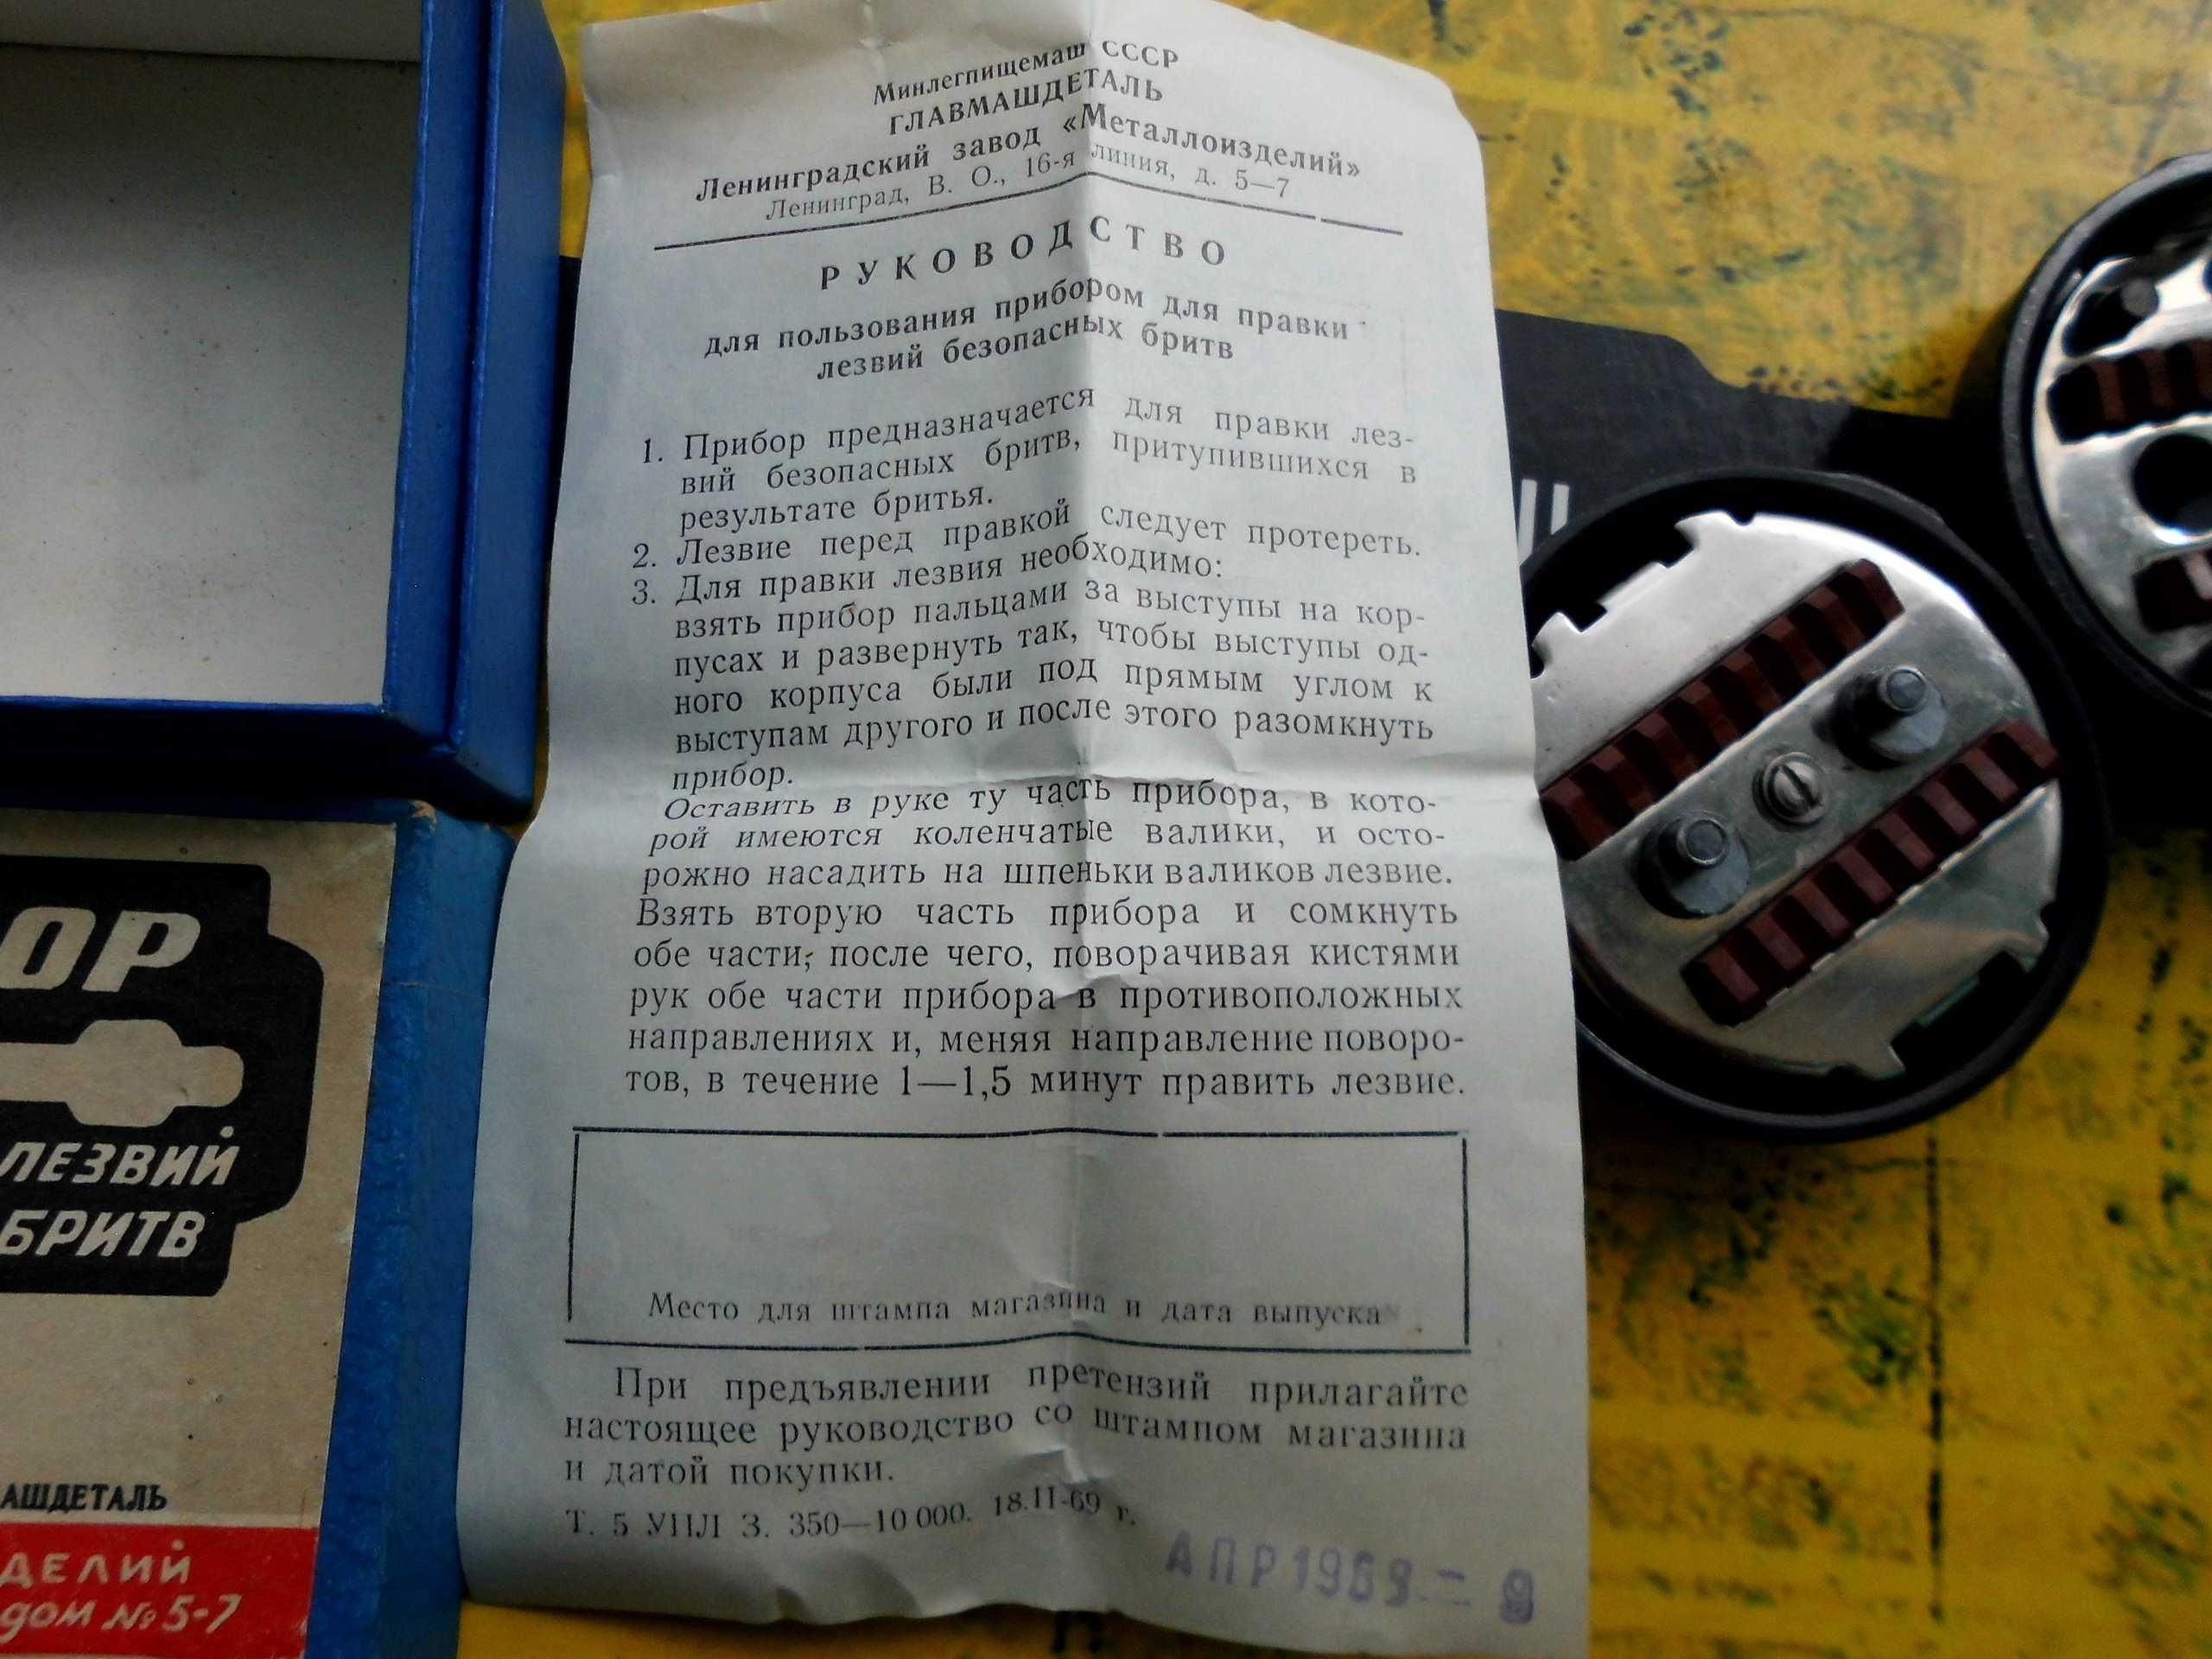 Минлегпищемаш СССР
ГЛАВМАШДЕТАЛЬ
Ленинградский завод «Металлоизделий»
Ленинград, В. О., 16-я линия, д. 5—7
РУКОВОДСТВО
для пользования прибором для правки
лезвий безопасных бритв
1. Прибор предназначается для правки лез-
вий безопасных бритв, притупившихся в
результате бритья.
2. Лезвие перед правкой следует протереть.
3. Для правки лезвия необходимо:
взять прибор пальцами за выступы на кор-
пусах и развернуть так, чтобы выступы од-
ного корпуса были под прямым углом к
выступам другого и после этого разомкнуть
прибор.
Оставить в руке ту часть прибора, в кото-
рой имеются коленчатые валики, и осто-
рожно насадить на шпеньки валиков лезвие.
Взять вторую часть прибора и сомкнуть
обе части, после чего, поворачивая кистями
рук обе части прибора в противоположных
направлениях и, меняя направление поворо-
тов, в течение 1—1,5 минут править лезвие.
Место для штампа магазина и дата выпуска
При предъявлении претензий прилагайте
настоящее руководство со штампом магазина
и датой покупки.
Т. 5 УПЛ З. 350—10 000. 18.II-69 г.
АПР 1969 = 9
ОР
ЛЕЗВИЙ
БРИТВ
АШДЕТАЛЬ
ДЕЛИЙ
дом № 5-7